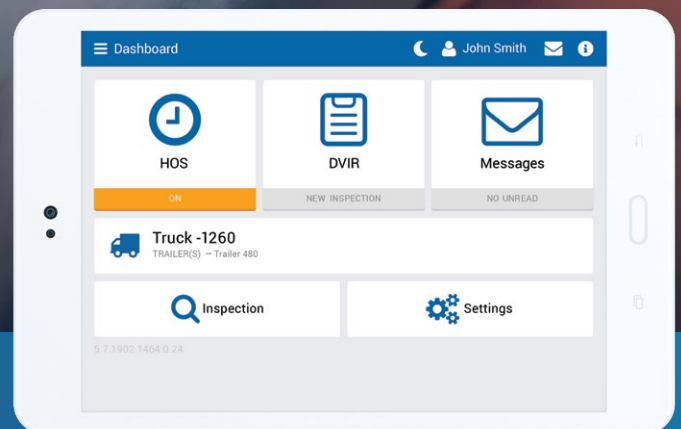 Dashboard
John Smith
HOS
DVIR
Messages
ON
NEW INSPECTION
NO UNREAD
Truck -1260
TRAILER(S) – Trailer 480
Inspection
Settings
5.7.1902.1464.0.24